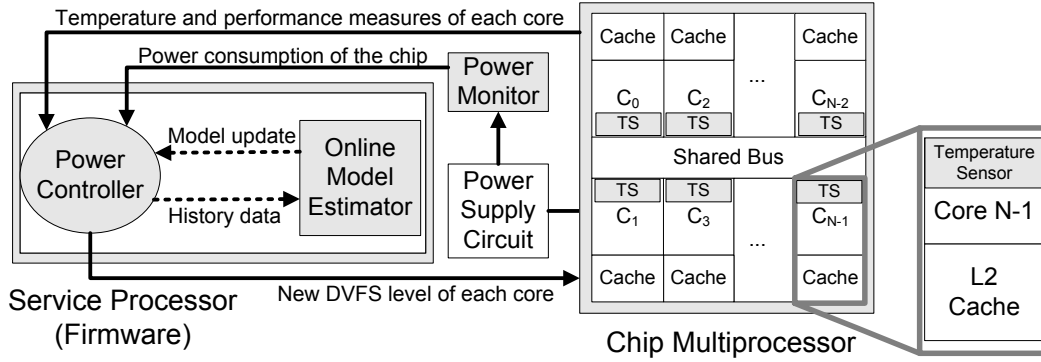 Temperature and performance measures of each core
Power consumption of the chip
Power
Monitor
Model update
Power
Controller
History data
Online
Model
Estimator
Power
Supply
Circuit
New DVFS level of each core
Service Processor
(Firmware)
Cache
Cache
...
Cache
C0
C2
CN-2
TS
TS
TS
Shared Bus
TS
TS
TS
C1
C3
CN-1
...
Cache
Cache
Cache
Chip Multiprocessor
Temperature
Sensor
Core N-1
L2
Cache